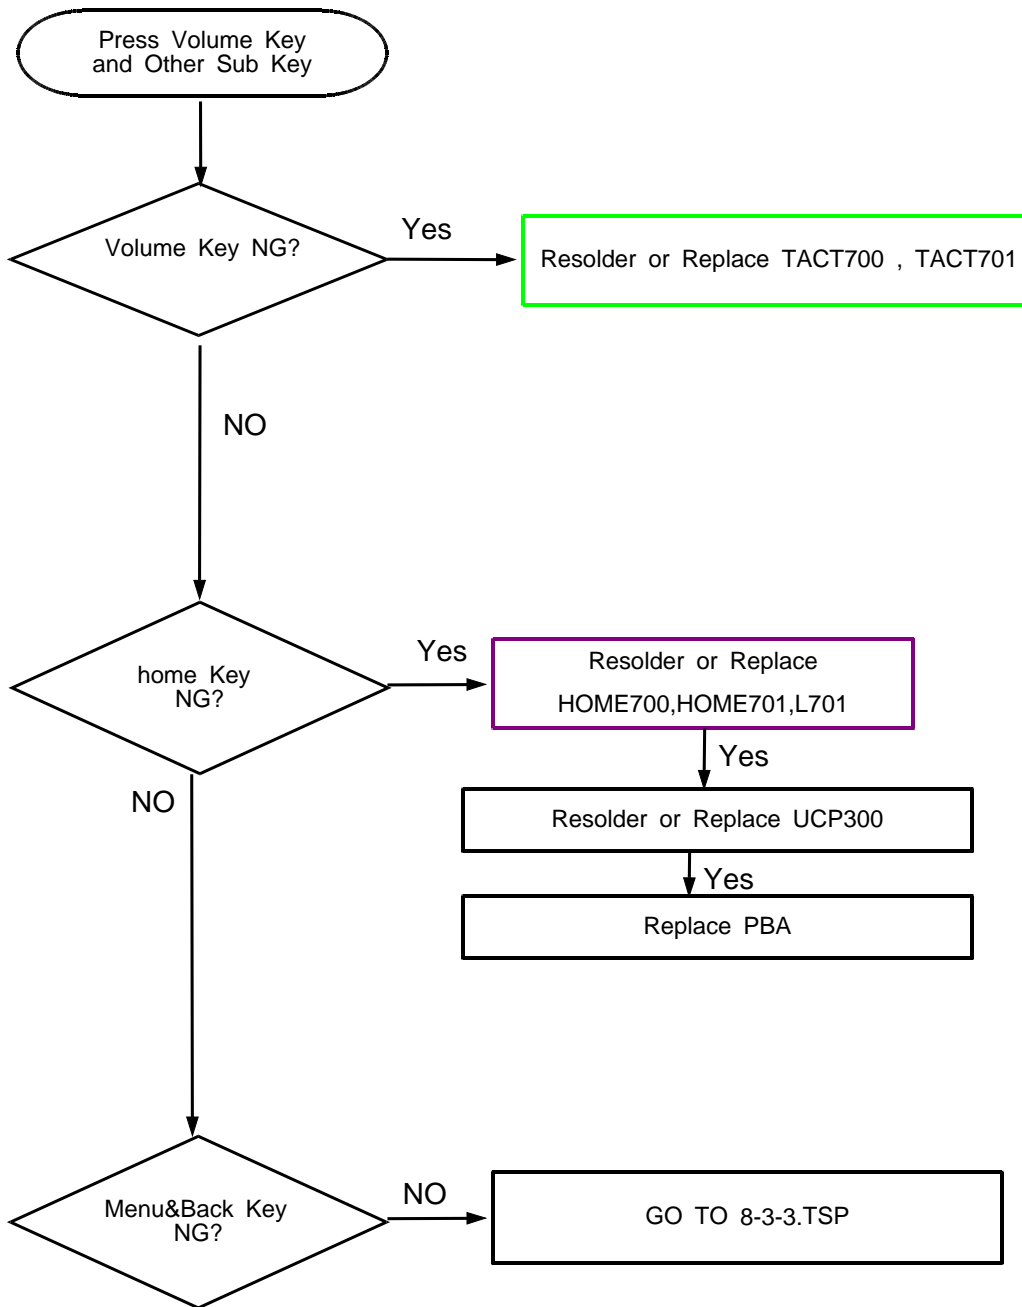 Press Volume Key
and Other Sub Key
Volume Key NG?
Yes
Resolder or Replace TACT700 , TACT701
NO
home Key
NG?
Yes
Resolder or Replace
HOME700,HOME701,L701
Yes
NO
Resolder or Replace UCP300
Yes
Replace PBA
Menu&Back Key
NG?
NO
GO TO 8-3-3.TSP